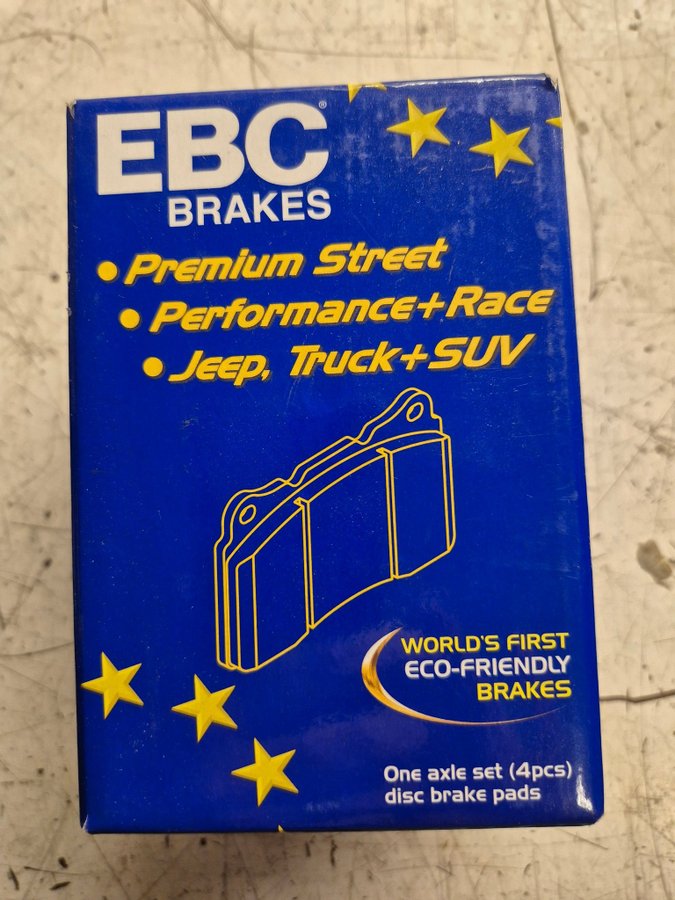 EBC®
BRAKES
• Premium Street
• Performance+Race
• Jeep, Truck+SUV
WORLD'S FIRST
ECO-FRIENDLY
BRAKES
One axle set (4pcs)
disc brake pads